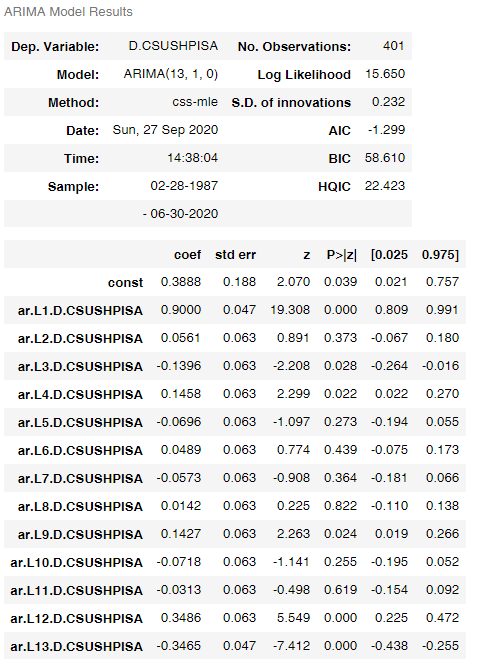 ARIMA Model Results
Dep. Variable: D.CSUSHPISA No. Observations: 401
Model: ARIMA(13, 1, 0) Log Likelihood 15.650
Method: css-mle S.D. of innovations 0.232
Date: Sun, 27 Sep 2020 AIC -1.299
Time: 14:38:04 BIC 58.610
Sample: 02-28-1987 HQIC 22.423
- 06-30-2020
coef std err z P>|z| [0.025 0.975]
const 0.3888 0.188 2.070 0.039 0.021 0.757
ar.L1.D.CSUSHPISA 0.9000 0.047 19.308 0.000 0.809 0.991
ar.L2.D.CSUSHPISA 0.0561 0.063 0.891 0.373 -0.067 0.180
ar.L3.D.CSUSHPISA -0.1396 0.063 -2.208 0.028 -0.264 -0.016
ar.L4.D.CSUSHPISA 0.1458 0.063 2.299 0.022 0.022 0.270
ar.L5.D.CSUSHPISA -0.0696 0.063 -1.097 0.273 -0.194 0.055
ar.L6.D.CSUSHPISA 0.0489 0.063 0.774 0.439 -0.075 0.173
ar.L7.D.CSUSHPISA -0.0573 0.063 -0.908 0.364 -0.181 0.066
ar.L8.D.CSUSHPISA 0.0142 0.063 0.225 0.822 -0.110 0.138
ar.L9.D.CSUSHPISA 0.1427 0.063 2.263 0.024 0.019 0.266
ar.L10.D.CSUSHPISA -0.0718 0.063 -1.141 0.255 -0.195 0.052
ar.L11.D.CSUSHPISA -0.0313 0.063 -0.498 0.619 -0.154 0.092
ar.L12.D.CSUSHPISA 0.3486 0.063 5.549 0.000 0.225 0.472
ar.L13.D.CSUSHPISA -0.3465 0.047 -7.412 0.000 -0.438 -0.255